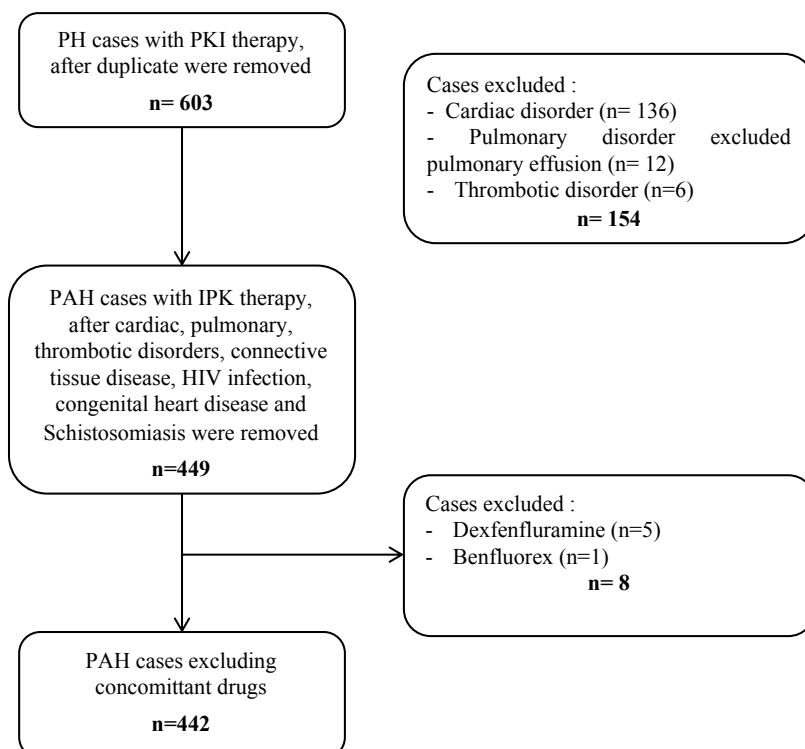 PH cases with PKI therapy,
after duplicate were removed
n= 603
Cases excluded :
- Cardiac disorder (n= 136)
- Pulmonary disorder excluded
pulmonary effusion (n= 12)
- Thrombotic disorder (n=6)
n= 154
PAH cases with IPK therapy,
after cardiac, pulmonary,
thrombotic disorders, connective
tissue disease, HIV infection,
congenital heart disease and
Schistosomiasis were removed
n=449
Cases excluded :
- Dexfenfluramine (n=5)
- Benfluorex (n=1)
n= 8
PAH cases excluding
concomittant drugs
n=442